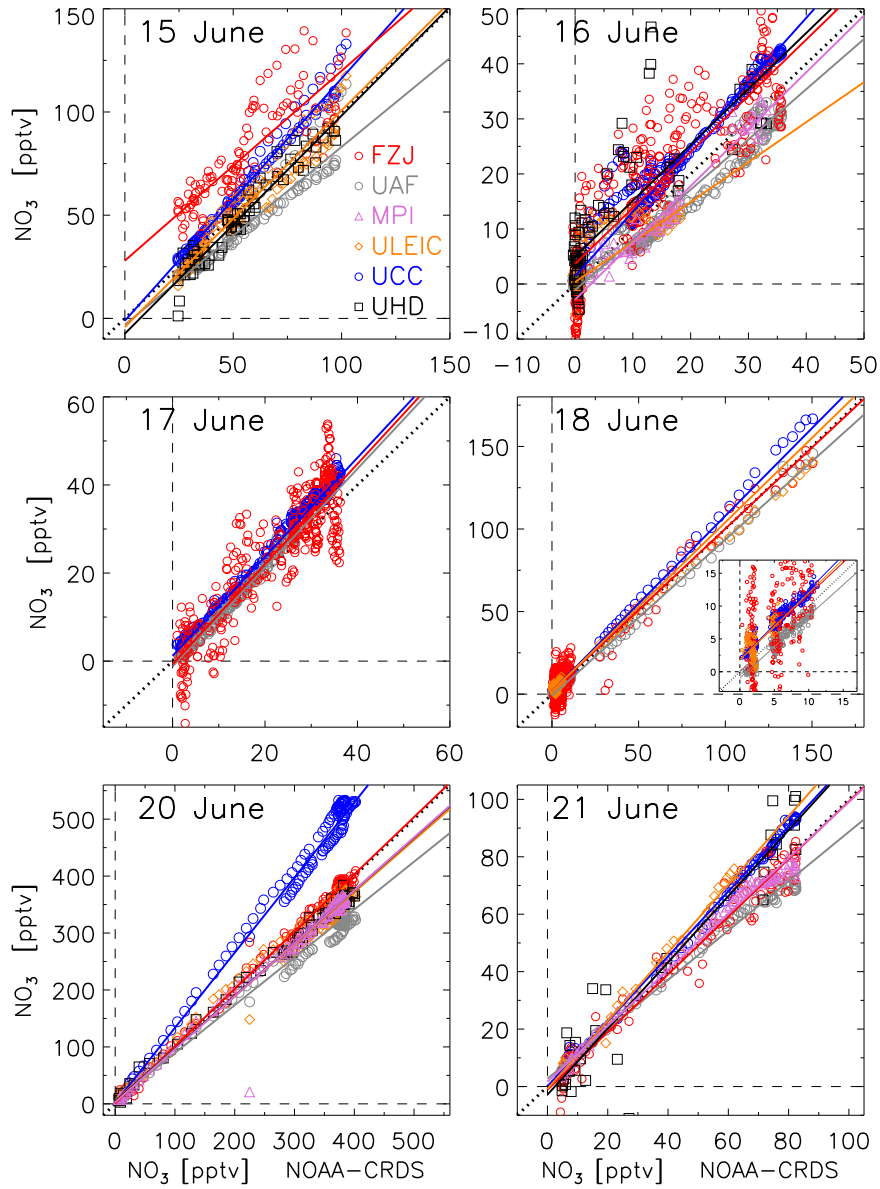 15 June
16 June
150
100
50
0
0 50 100 150
NO3 [pptv]
FZJ
UAF
MPI
ULEIC
UCC
UHD
50
40
30
20
10
0
−10
−10 0 10 20 30 40 50
17 June
18 June
60
40
20
0
0 20 40 60
NO3 [pptv]
150
100
50
0
0 50 100 150
15
10
5
0
0 5 10 15
20 June
21 June
500
400
300
200
100
0
0 100 200 300 400 500
NO3 [pptv]
NO3 [pptv] NOAA−CRDS
100
80
60
40
20
0
0 20 40 60 80 100
NO3 [pptv] NOAA−CRDS